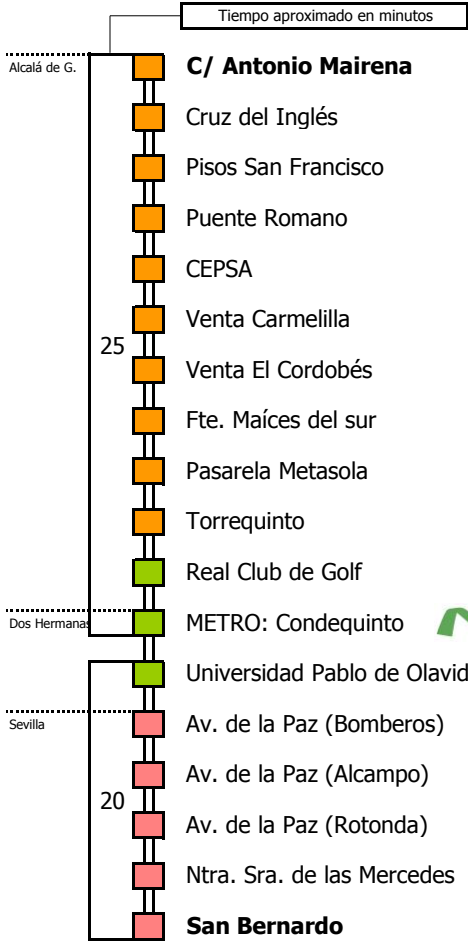 Tiempo aproximado en minutos
Alcalá de G.
C/ Antonio Mairena
Cruz del Inglés
Pisos San Francisco
Puente Romano
CEPSA
Venta Carmelilla
25
Venta El Cordobés
Fte. Maíces del sur
Pasarela Metasola
Torrequinto
Real Club de Golf
Dos Hermanas
METRO: Condequinto
Universidad Pablo de Olavid
Sevilla
Av. de la Paz (Bomberos)
Av. de la Paz (Alcampo)
20
Av. de la Paz (Rotonda)
Ntra. Sra. de las Mercedes
San Bernardo